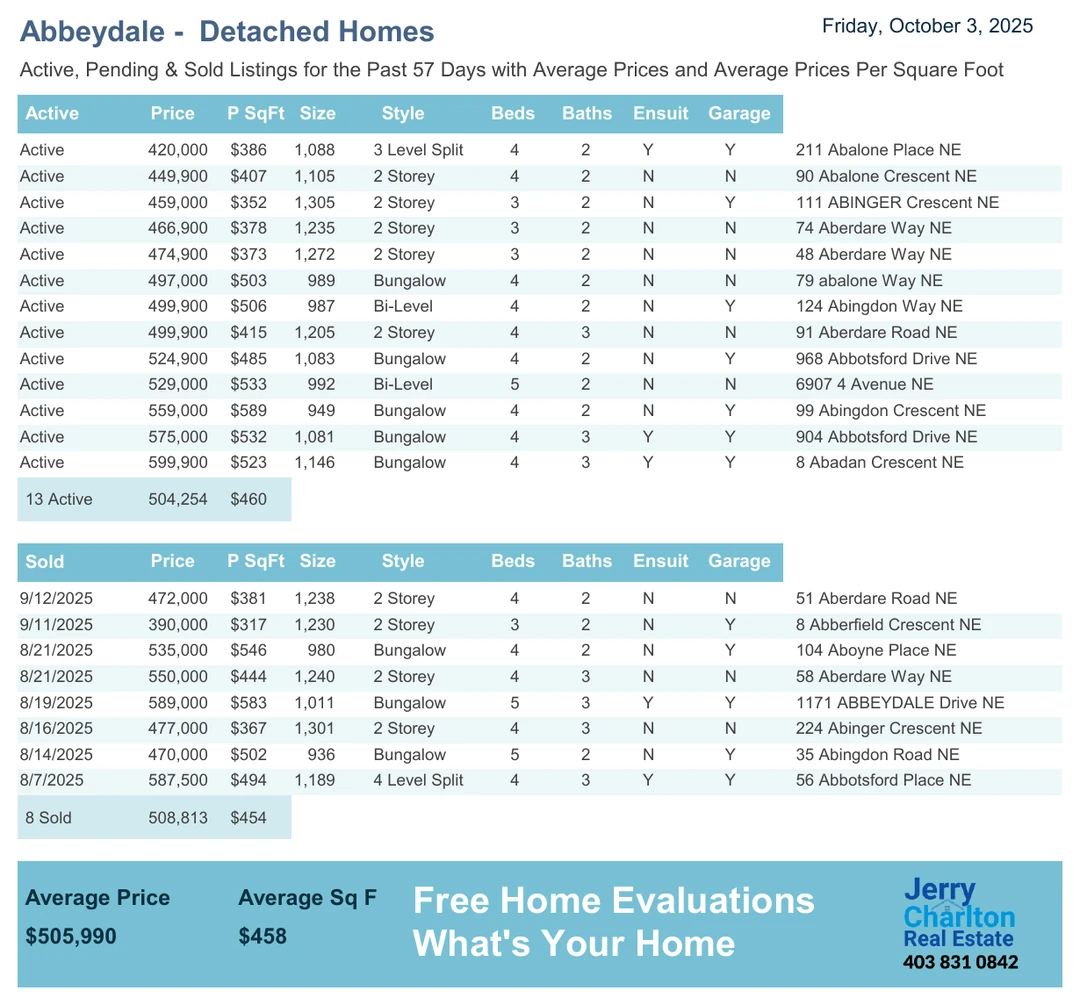 Abbeydale - Detached Homes
Friday, October 3, 2025
Active, Pending & Sold Listings for the Past 57 Days with Average Prices and Average Prices Per Square Foot
Active Price P SqFt Size Style Beds Baths Ensuit Garage
Active 420,000 $386 1,088 3 Level Split 4 2 Y Y 211 Abalone Place NE
Active 449,900 $407 1,105 2 Storey 4 2 N N 90 Abalone Crescent NE
Active 459,000 $352 1,305 2 Storey 3 2 N Y 111 ABINGER Crescent NE
Active 466,900 $378 1,235 2 Storey 3 2 N N 74 Aberdare Way NE
Active 474,900 $373 1,272 2 Storey 3 2 N N 48 Aberdare Way NE
Active 497,000 $503 989 Bungalow 4 2 N N 79 abalone Way NE
Active 499,900 $506 987 Bi-Level 4 2 N Y 124 Abingdon Way NE
Active 499,900 $415 1,205 2 Storey 4 3 N N 91 Aberdare Road NE
Active 524,900 $485 1,083 Bungalow 4 2 N Y 968 Abbotsford Drive NE
Active 529,000 $533 992 Bi-Level 5 2 N N 6907 4 Avenue NE
Active 559,000 $589 949 Bungalow 4 2 N Y 99 Abingdon Crescent NE
Active 575,000 $532 1,081 Bungalow 4 3 Y Y 904 Abbotsford Drive NE
Active 599,900 $523 1,146 Bungalow 4 3 Y Y 8 Abadan Crescent NE
13 Active 504,254 $460
Sold Price P SqFt Size Style Beds Baths Ensuit Garage
9/12/2025 472,000 $381 1,238 2 Storey 4 2 N N 51 Aberdare Road NE
9/11/2025 390,000 $317 1,230 2 Storey 3 2 N Y 8 Abberfield Crescent NE
8/21/2025 535,000 $546 980 Bungalow 4 2 N Y 104 Aboyne Place NE
8/21/2025 550,000 $444 1,240 2 Storey 4 3 N N 58 Aberdare Way NE
8/19/2025 589,000 $583 1,011 Bungalow 5 3 Y Y 1171 ABBEYDALE Drive NE
8/16/2025 477,000 $367 1,301 2 Storey 4 3 N N 224 Abinger Crescent NE
8/14/2025 470,000 $502 936 Bungalow 5 2 N Y 35 Abingdon Road NE
8/7/2025 587,500 $494 1,189 4 Level Split 4 3 Y Y 56 Abbotsford Place NE
8 Sold 508,813 $454
Average Price Average Sq F
$505,990 $458
Free Home Evaluations
What's Your Home
Jerry
Charlton
Real Estate
403 831 0842